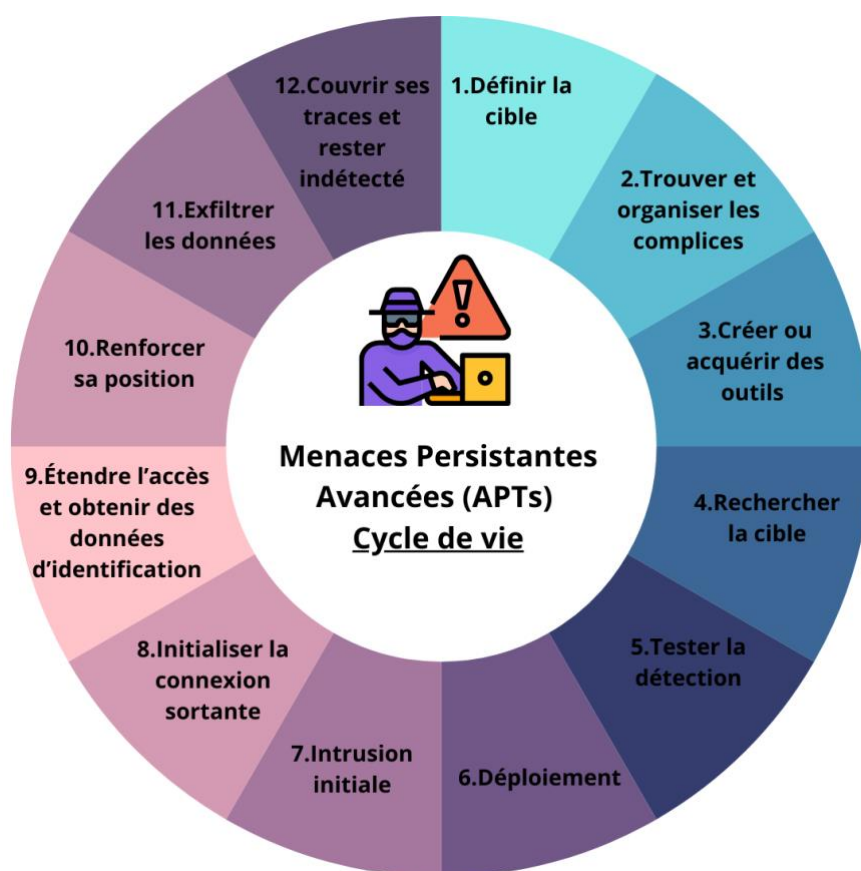 Menaces Persistantes
Avancées (APTs)
Cycle de vie
1.Définir la
cible
2.Trouver et
organiser les
complices
3.Créer ou
acquérir des
outils
4.Rechercher
la cible
5.Tester la
détection
6.Déploiement
7.Intrusion
initiale
8.Initialiser la
connexion
sortante
9.Étendre l’accès
et obtenir des
données
d’identification
10.Renforcer
sa position
11.Exfiltrer
les données
12.Couvrir ses
traces et
rester
indétecté